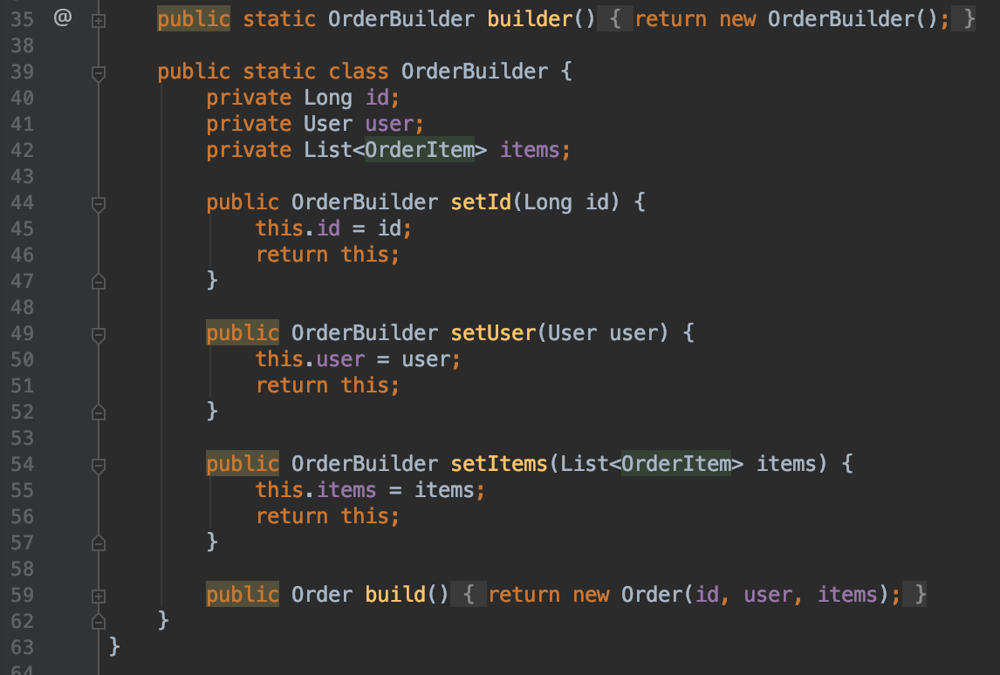 35 @ public static OrderBuilder builder() { return new OrderBuilder(); }
38
39 public static class OrderBuilder {
40 private Long id;
41 private User user;
42 private List<OrderItem> items;
43
44 public OrderBuilder setId(Long id) {
45 this.id = id;
46 return this;
47 }
48
49 public OrderBuilder setUser(User user) {
50 this.user = user;
51 return this;
52 }
53
54 public OrderBuilder setItems(List<OrderItem> items) {
55 this.items = items;
56 return this;
57 }
58
59 public Order build() { return new Order(id, user, items); }
62 }
63 }
64